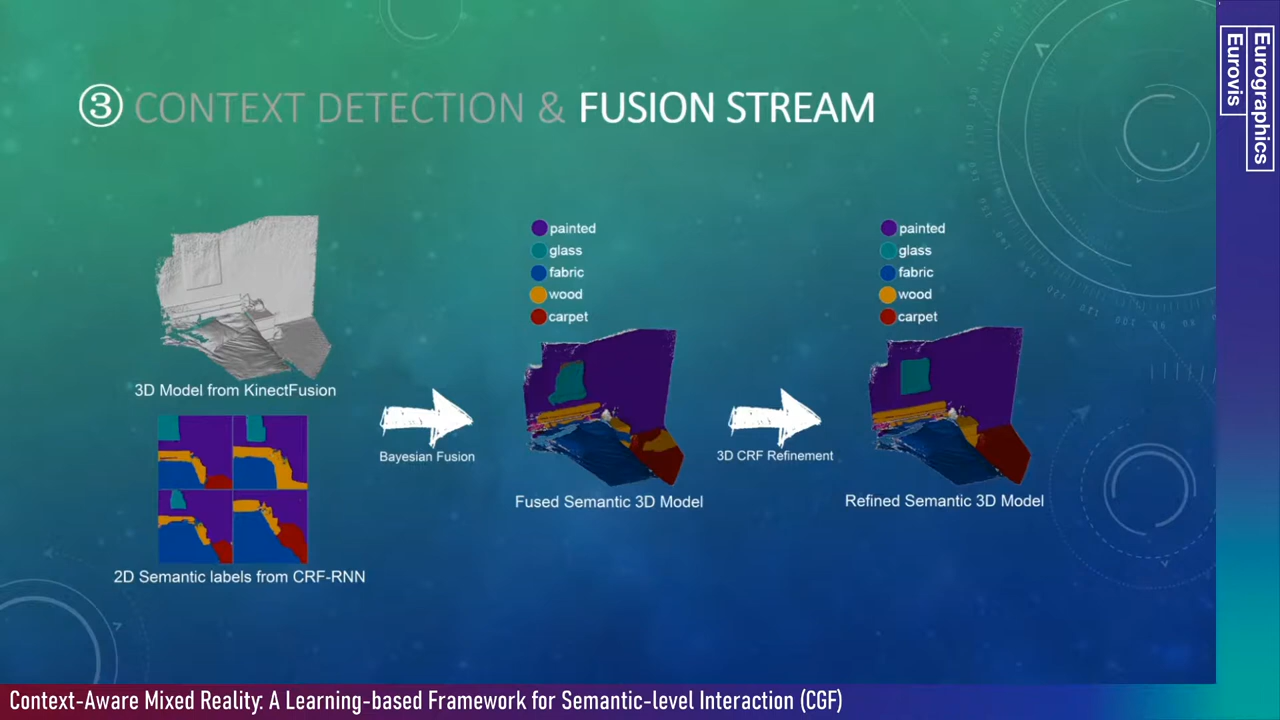 ③ CONTEXT DETECTION & FUSION STREAM
3D Model from KinectFusion
2D Semantic labels from CRF-RNN
Bayesian Fusion
painted
glass
fabric
wood
carpet
Fused Semantic 3D Model
3D CRF Refinement
painted
glass
fabric
wood
carpet
Refined Semantic 3D Model
Eurographics
Eurovis
Context-Aware Mixed Reality: A Learning-based Framework for Semantic-level Interaction (CGF)